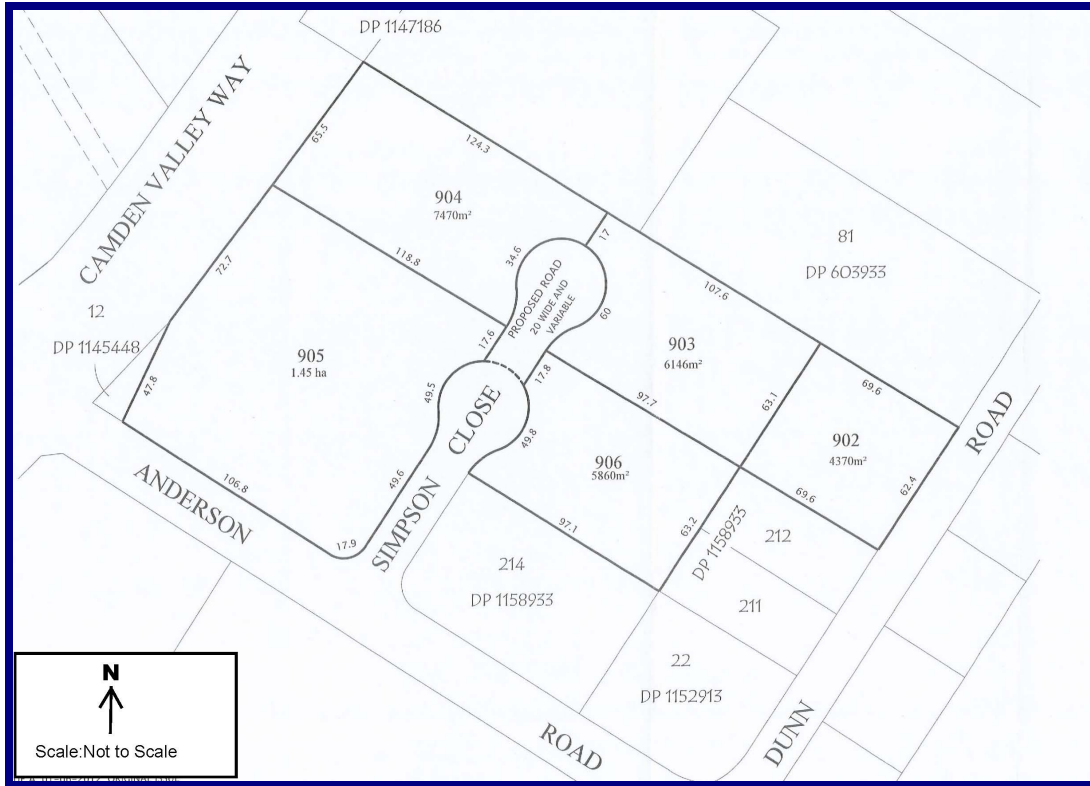 DP 1147186
CAMDEN VALLEY WAY
65.5
124.3
904
7470m²
17
81
DP 603933
34.6
118.8
72.7
PROPOSED ROAD
20 WIDE AND
VARIABLE
60
107.6
12
DP 1145448
905
1.45 ha
17.6
903
6146m²
47.8
49.5
17.8
97.7
63.1
69.6
SIMPSON CLOSE
49.8
902
4370m²
ROAD
906
5860m²
62.4
106.8
49.6
69.6
ANDERSON
97.1
63.2
DP 1158933
212
17.9
214
DP 1158933
211
22
DP 1152913
N
Scale:Not to Scale
ROAD
DUNN